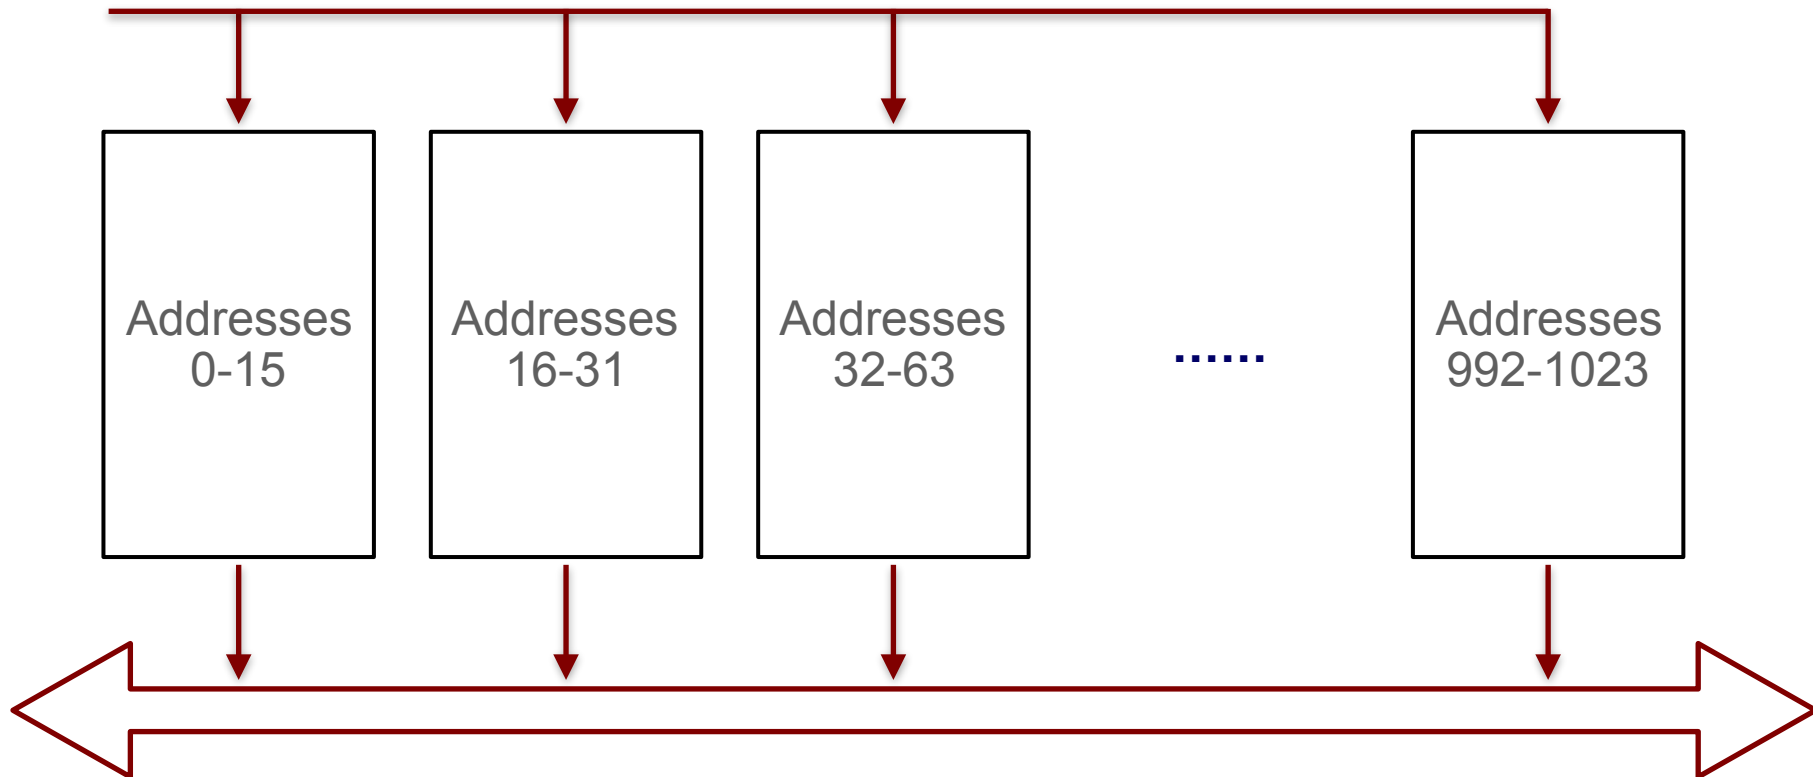 Addresses
0-15
Addresses
16-31
Addresses
32-63
......
Addresses
992-1023